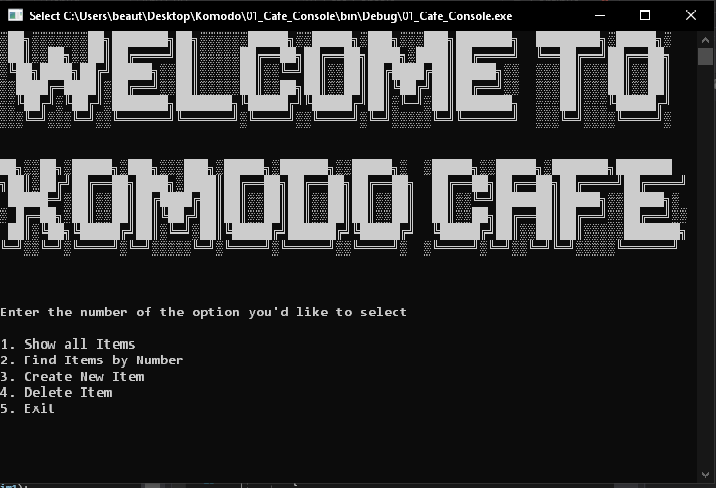 Select C:\Users\beaut\Desktop\Komodo\01_Cafe_Console\bin\Debug\01_Cafe_Console.exe
WELCOME TO
KOMODO CAFE
Enter the number of the option you'd like to select
1. Show all Items
2. Find Items by Number
3. Create New Item
4. Delete Item
5. Exit